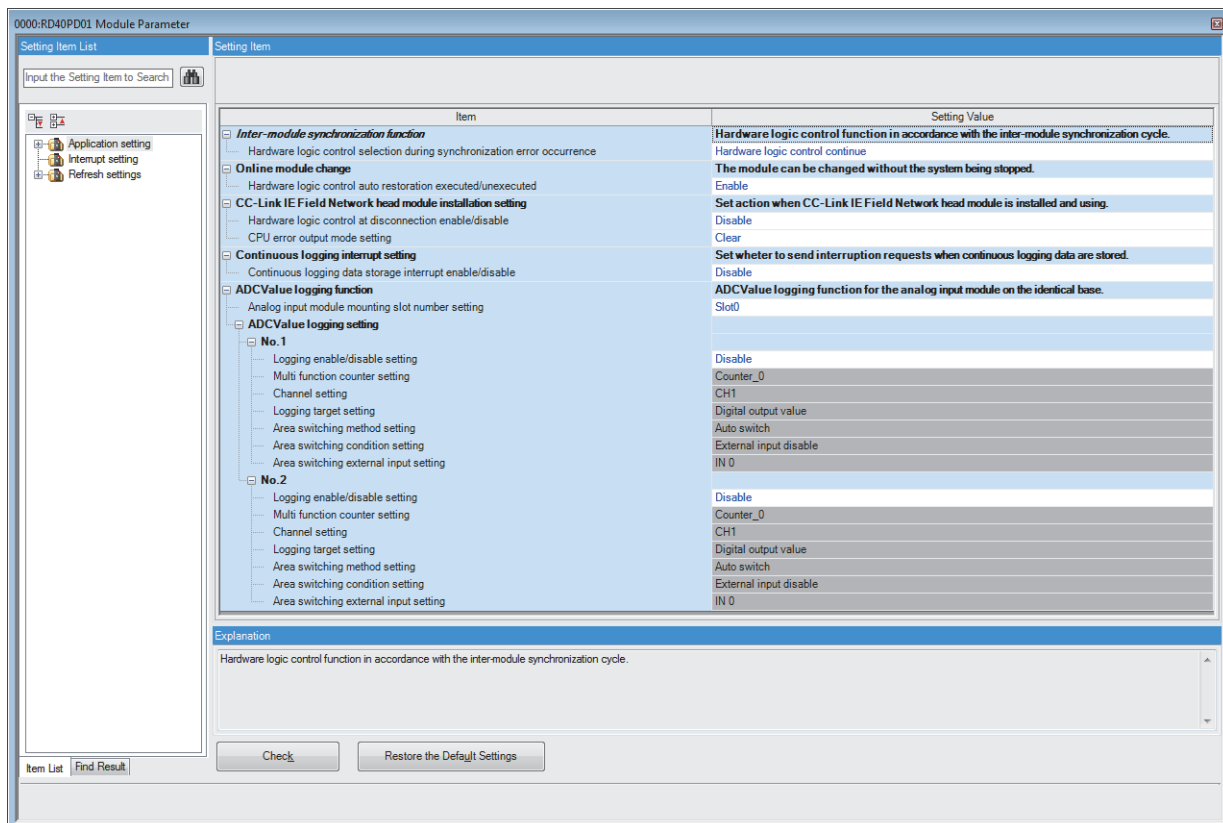 0000:RD40PD01 Module Parameter
Setting Item List
Setting Item
Input the Setting Item to Search
Application setting
Interrupt setting
Refresh settings
Item List
Find Result
Item Setting Value
Inter-module synchronization function Hardware logic control function in accordance with the inter-module synchronization cycle.
Hardware logic control selection during synchronization error occurrence Hardware logic control continue
Online module change The module can be changed without the system being stopped.
Hardware logic control auto restoration executed/unexecuted Enable
CC-Link IE Field Network head module installation setting Set action when CC-Link IE Field Network head module is installed and using.
Hardware logic control at disconnection enable/disable Disable
CPU error output mode setting Clear
Continuous logging interrupt setting Set wheter to send interruption requests when continuous logging data are stored.
Continuous logging data storage interrupt enable/disable Disable
ADCValue logging function ADCValue logging function for the analog input module on the identical base.
Analog input module mounting slot number setting Slot0
ADCValue logging setting
No.1
Logging enable/disable setting Disable
Multi function counter setting Counter_0
Channel setting CH1
Logging target setting Digital output value
Area switching method setting Auto switch
Area switching condition setting External input disable
Area switching external input setting IN 0
No.2
Logging enable/disable setting Disable
Multi function counter setting Counter_0
Channel setting CH1
Logging target setting Digital output value
Area switching method setting Auto switch
Area switching condition setting External input disable
Area switching external input setting IN 0
Explanation
Hardware logic control function in accordance with the inter-module synchronization cycle.
Check
Restore the Default Settings